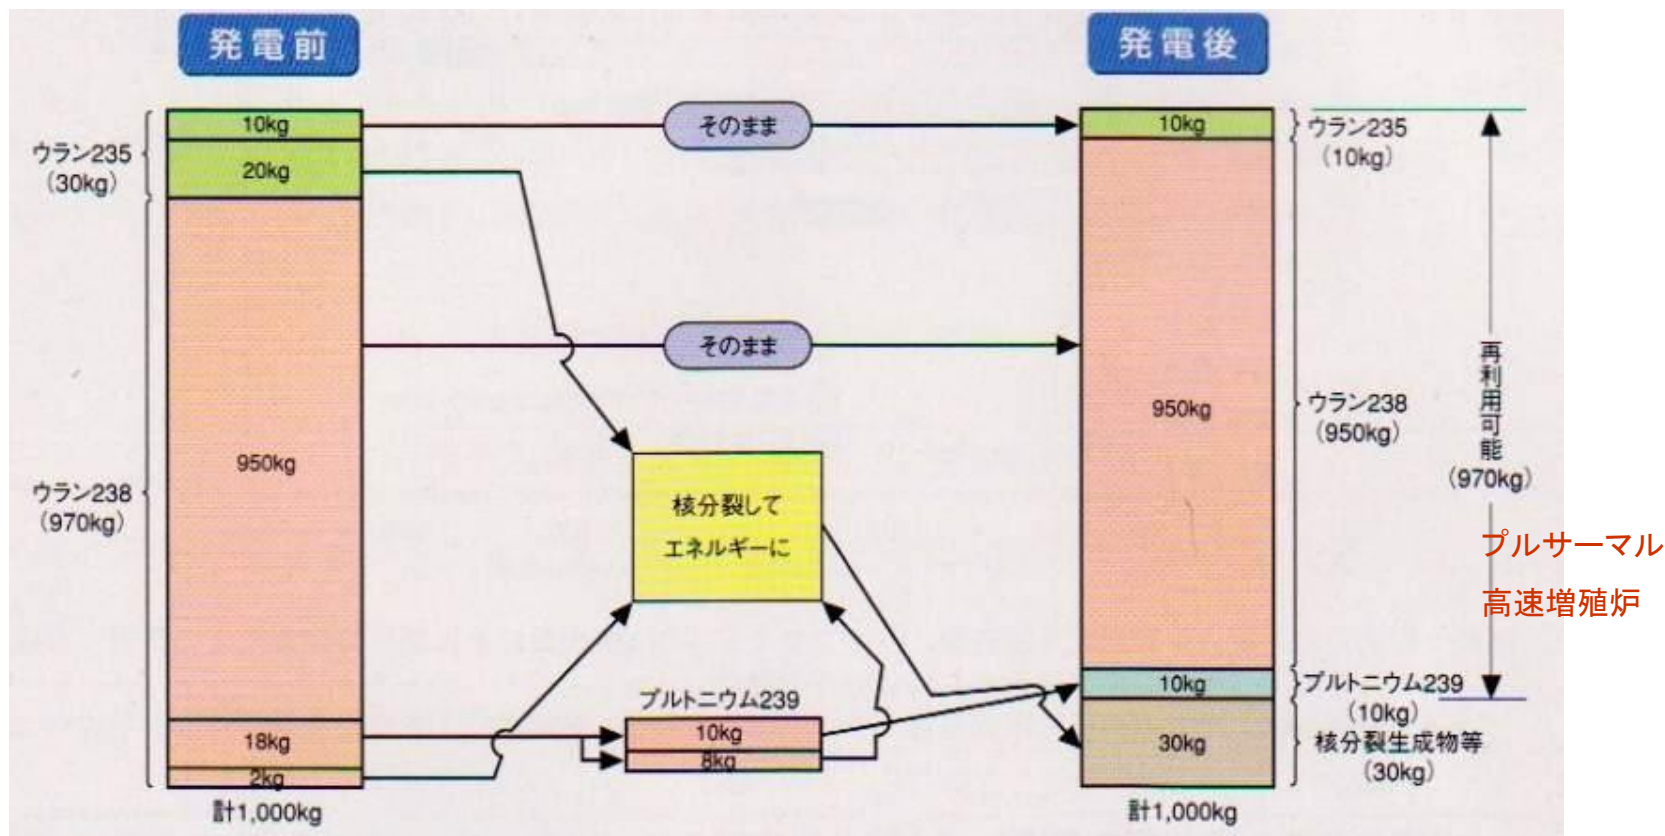 発電前
発電後
10kg
20kg
ウラン235
(30kg)
950kg
ウラン238
(970kg)
18kg
2kg
計1,000kg
そのまま
そのまま
核分裂して
エネルギーに
プルトニウム239
10kg
8kg
10kg
ウラン235
(10kg)
950kg
ウラン238
(950kg)
10kg
プルトニウム239
(10kg)
30kg
核分裂生成物等
(30kg)
計1,000kg
再利用可能
(970kg)
プルサーマル
高速増殖炉